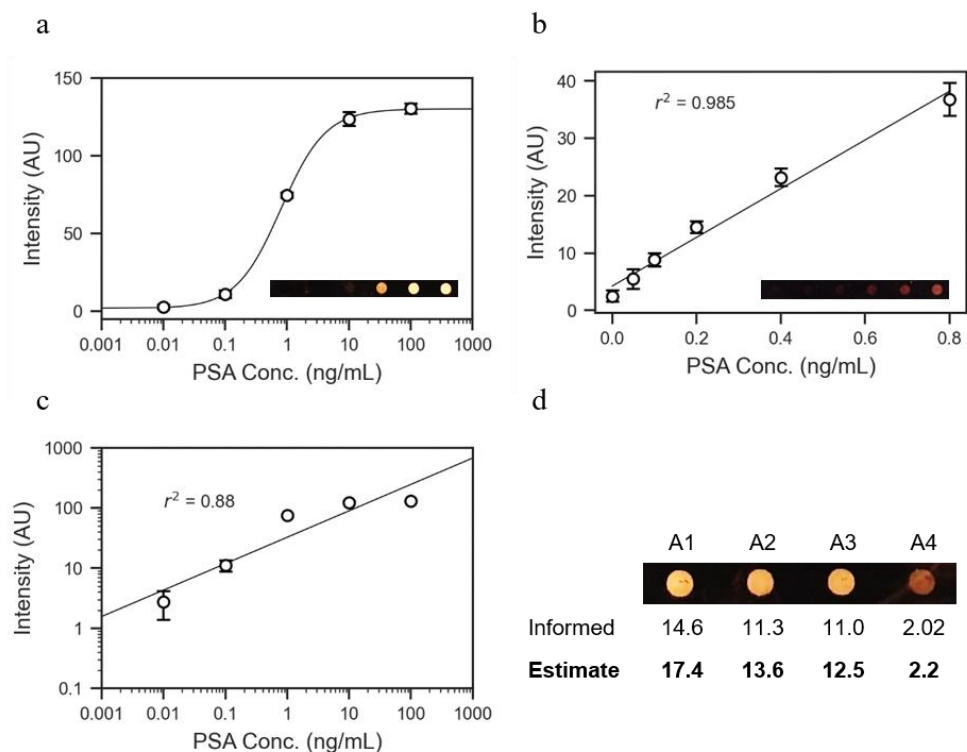 a
150
100
50
0
Intensity (AU)
0.001 0.01 0.1 1 10 100 1000
PSA Conc. (ng/mL)
b
40
30
20
10
0
Intensity (AU)
r² = 0.985
0.0 0.2 0.4 0.6 0.8
PSA Conc. (ng/mL)
c
1000
100
10
1
0.1
Intensity (AU)
r² = 0.88
0.001 0.01 0.1 1 10 100 1000
PSA Conc. (ng/mL)
d
A1 A2 A3 A4
Informed 14.6 11.3 11.0 2.02
Estimate 17.4 13.6 12.5 2.2